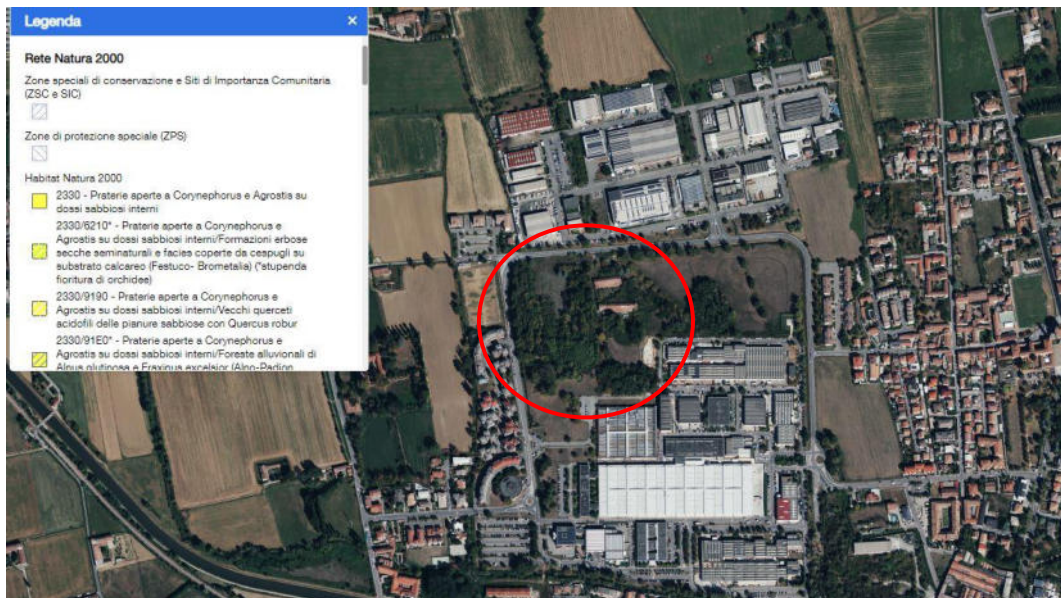 Legenda ×
Rete Natura 2000
Zone speciali di conservazione e Siti di Importanza Comunitaria
(ZSC e SIC)
Zone di protezione speciale (ZPS)
Habitat Natura 2000
2330 - Praterie aperte a Corynephorus e Agrostis su
dossi sabbiosi interni
2330/6210* - Praterie aperte a Corynephorus e
Agrostis su dossi sabbiosi interni/Formazioni erbose
secche seminaturali e facies coperte da cespugli su
substrato calcareo (Festuco- Brometalia) (*stupenda
fioritura di orchidee)
2330/9190 - Praterie aperte a Corynephorus e
Agrostis su dossi sabbiosi interni/Vecchi querceti
acidofili delle pianure sabbiose con Quercus robur
2330/91E0* - Praterie aperte a Corynephorus e
Agrostis su dossi sabbiosi interni/Foreste alluvionali di
Alnus glutinosa e Fraxinus excelsior (Alno-Padion